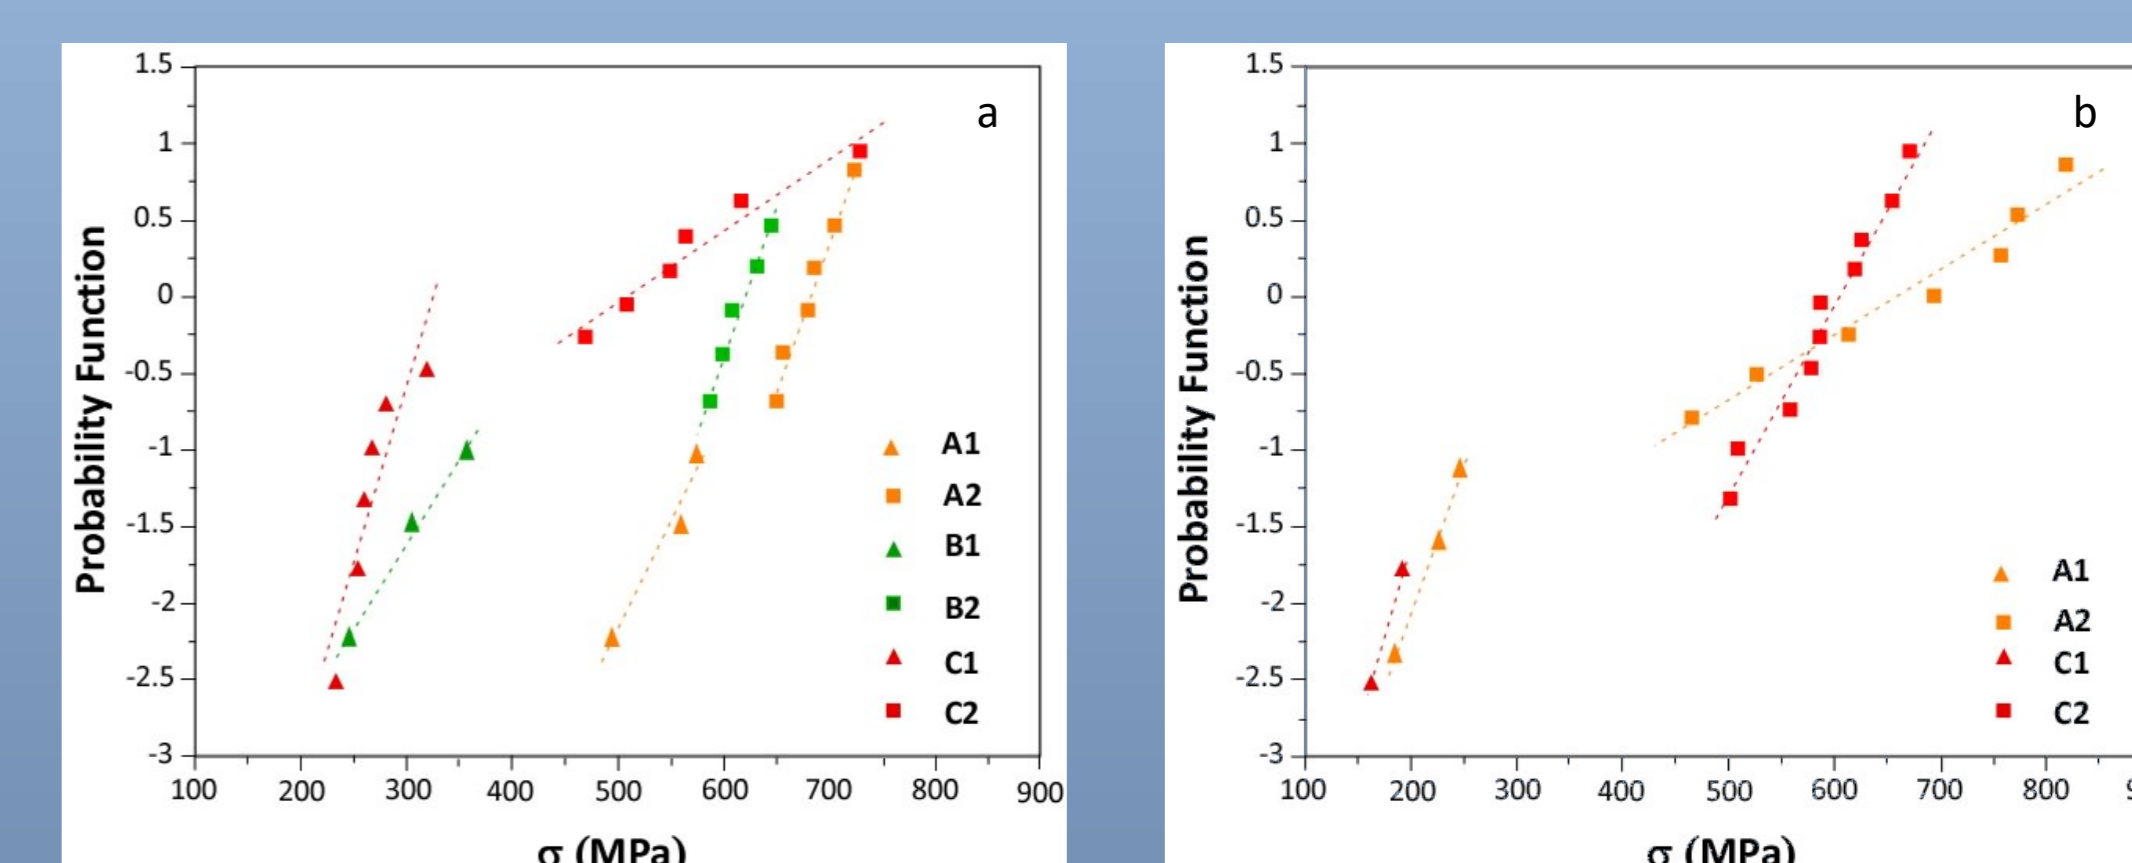 a
1.5
1
0.5
0
-0.5
-1
-1.5
-2
-2.5
-3
Probability Function
100 200 300 400 500 600 700 800 900
σ (MPa)
A1
A2
B1
B2
C1
C2
b
1.5
1
0.5
0
-0.5
-1
-1.5
-2
-2.5
-3
Probability Function
100 200 300 400 500 600 700 800
σ (MPa)
A1
A2
C1
C2